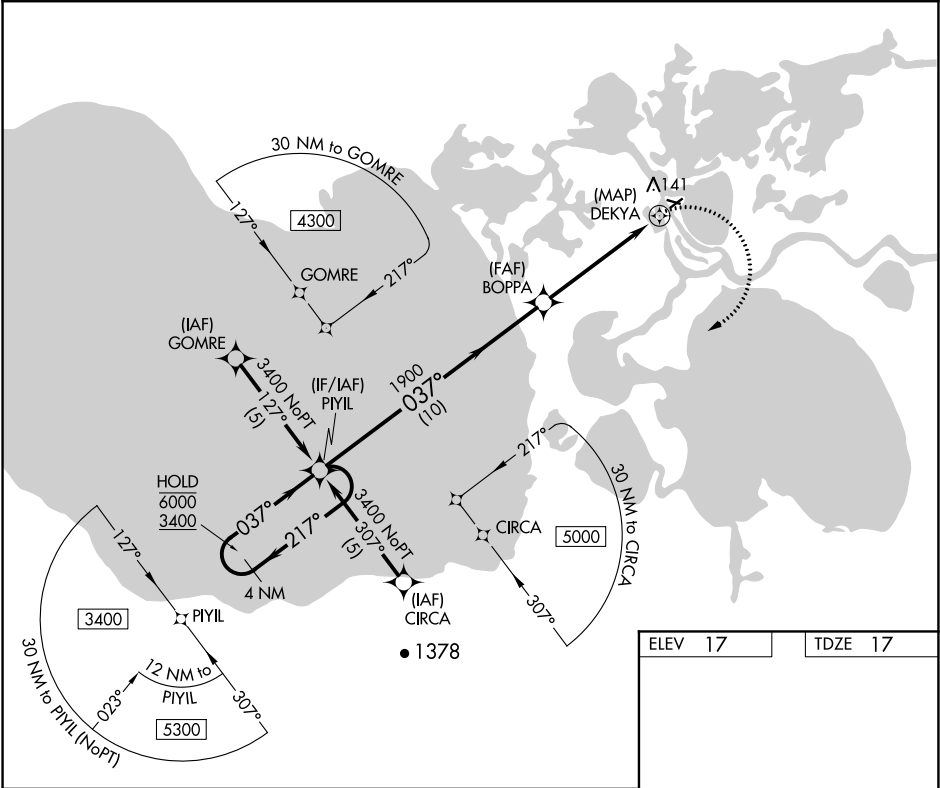 30 NM to GOMRE
4300
127°
217°
GOMRE
(MAP)
DEKYA
141
(FAF)
BOPPA
(IAF)
GOMRE
3400 NoPT
127°
(5)
(IF/IAF)
PIYIL
1900
037°
(10)
HOLD
6000
3400
037°
217°
4 NM
3400 NoPT
307°
(5)
(IAF)
CIRCA
1378
217°
30 NM to CIRCA
5000
CIRCA
307°
127°
3400
PIYIL
12 NM to
PIYIL
023°
307°
5300
30 NM to PIYIL (NoPT)
ELEV 17
TDZE 17